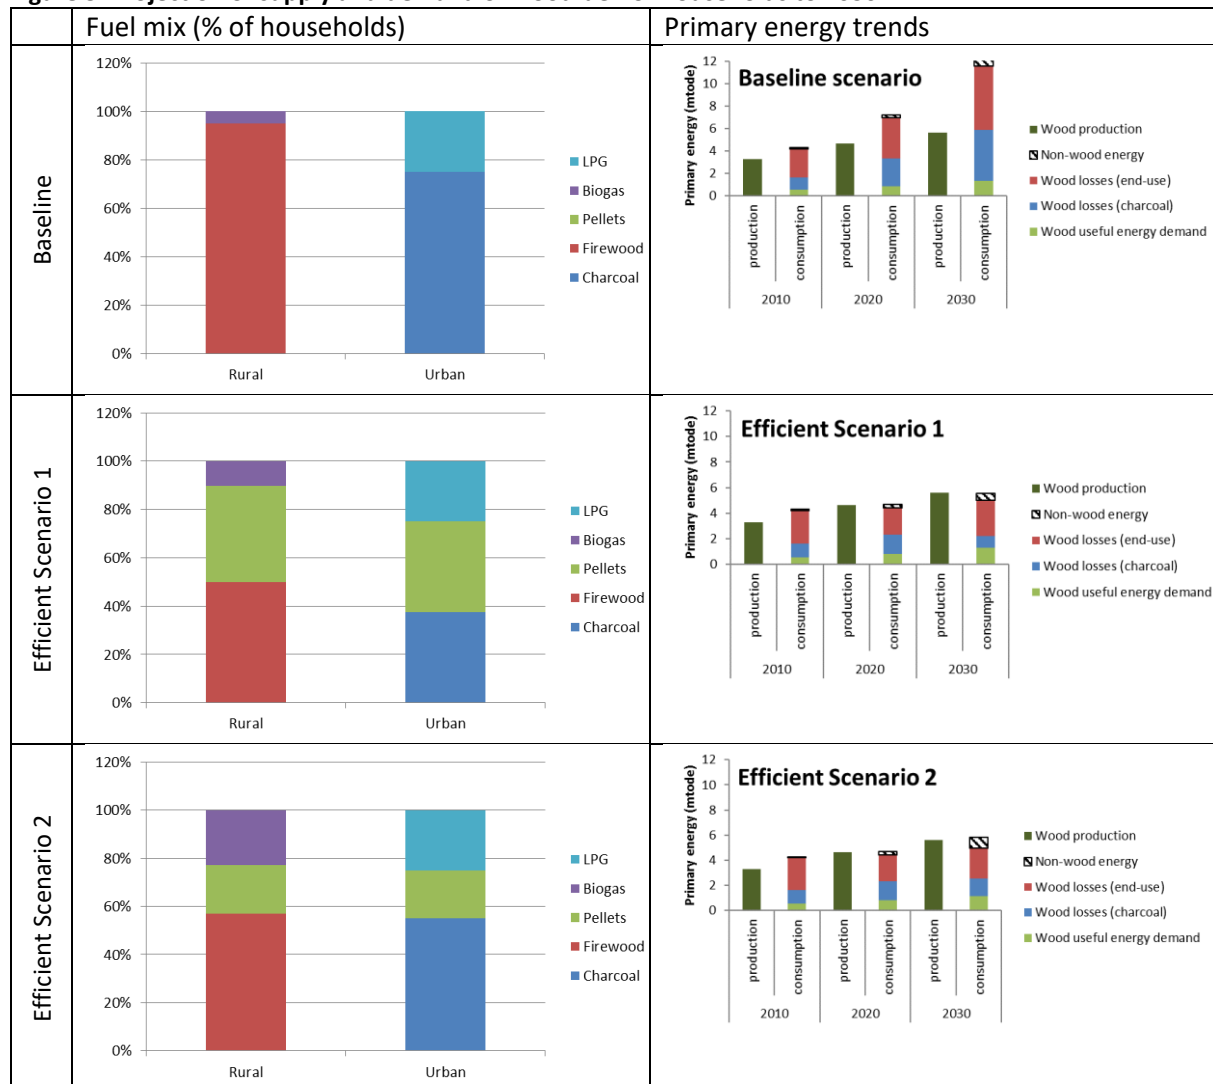 Figure Projection of supply and demand
Fuel mix (% of households)
Primary energy trends
Baseline
120%
100%
80%
60%
40%
20%
0%
Rural
Urban
LPG
Biogas
Pellets
Firewood
Charcoal
Baseline scenario
Primary energy (mtode)
12
10
8
6
4
2
0
production
consumption
production
consumption
production
consumption
2010
2020
2030
Wood production
Non-wood energy
Wood losses (end-use)
Wood losses (charcoal)
Wood useful energy demand
Efficient Scenario 1
120%
100%
80%
60%
40%
20%
0%
Rural
Urban
LPG
Biogas
Pellets
Firewood
Charcoal
Efficient Scenario 1
Primary energy (mtode)
12
10
8
6
4
2
0
production
consumption
production
consumption
production
consumption
2010
2020
2030
Wood production
Non-wood energy
Wood losses (end-use)
Wood losses (charcoal)
Wood useful energy demand
Efficient Scenario 2
120%
100%
80%
60%
40%
20%
0%
Rural
Urban
LPG
Biogas
Pellets
Firewood
Charcoal
Efficient Scenario 2
Primary energy (mtode)
12
10
8
6
4
2
0
production
consumption
production
consumption
production
consumption
2010
2020
2030
Wood production
Non-wood energy
Wood losses (end-use)
Wood losses (charcoal)
Wood useful energy demand